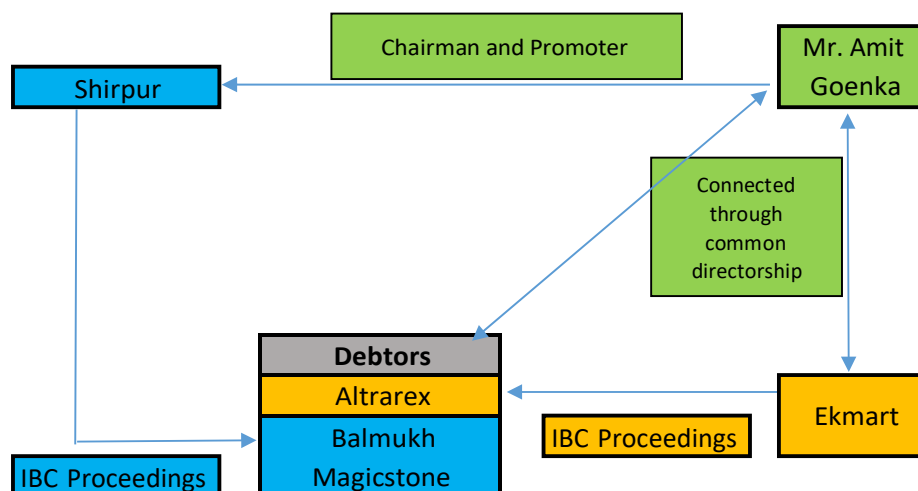 Chairman and Promoter
Mr. Amit
Goenka
Shirpur
Connected
through
common
directorship
Debtors
Altrarex
Ekmart
Balmukh
IBC Proceedings
IBC Proceedings
Magicstone